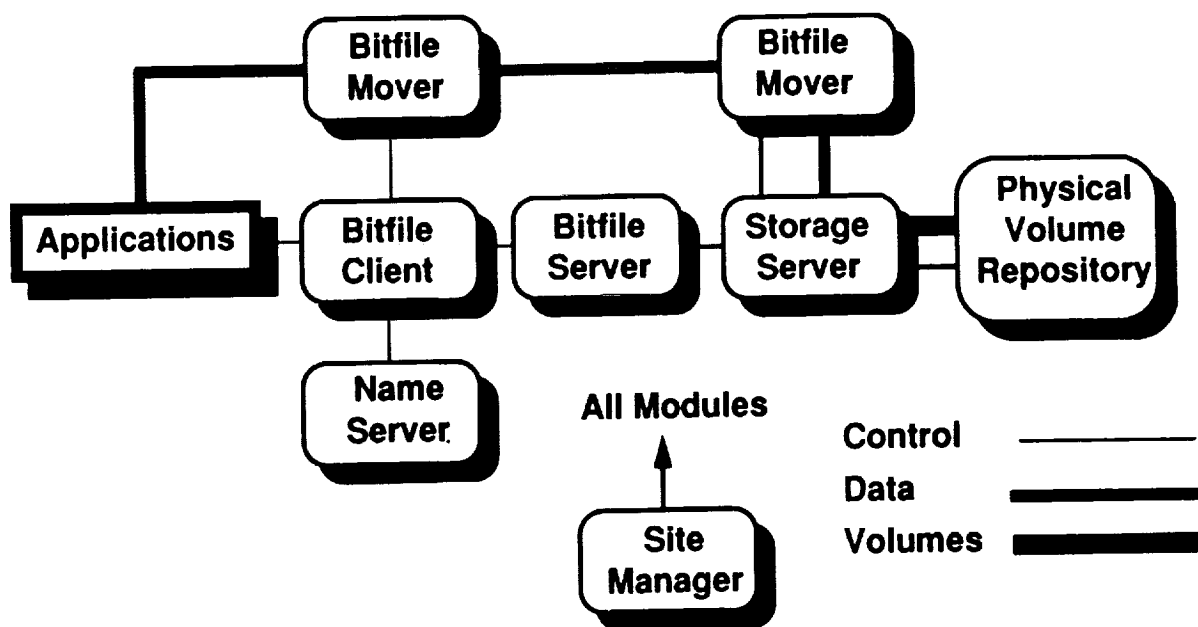 Bitfile
Mover
Bitfile
Mover
Applications
Bitfile
Client
Bitfile
Server
Storage
Server
Physical
Volume
Repository
Name
Server
All Modules
Site
Manager
Control
Data
Volumes